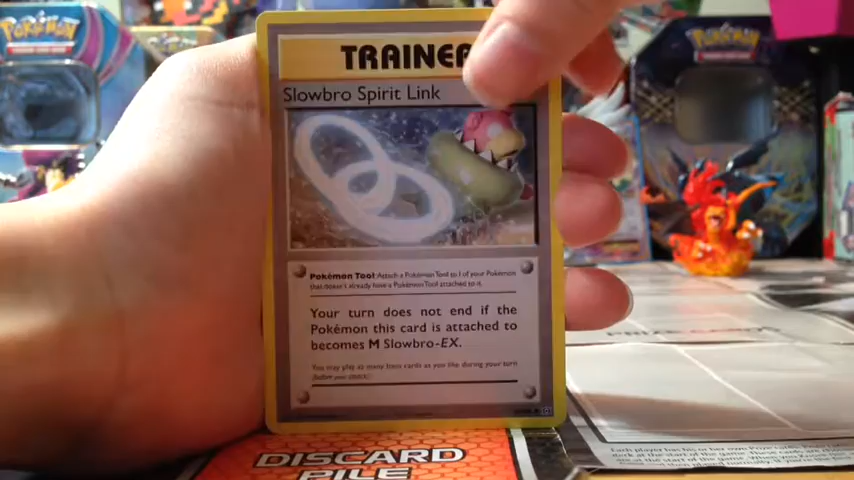 POKÉMON
POKÉMON
TRAINER
Slowbro Spirit Link
Pokémon Tool: Attach a Pokémon Tool to 1 of your Pokémon
that doesn't already have a Pokémon Tool attached to it.
Your turn does not end if the
Pokémon this card is attached to
becomes M Slowbro-EX.
You may play as many Item cards as you like during your turn
(before your attack).
DISCARD
PILE